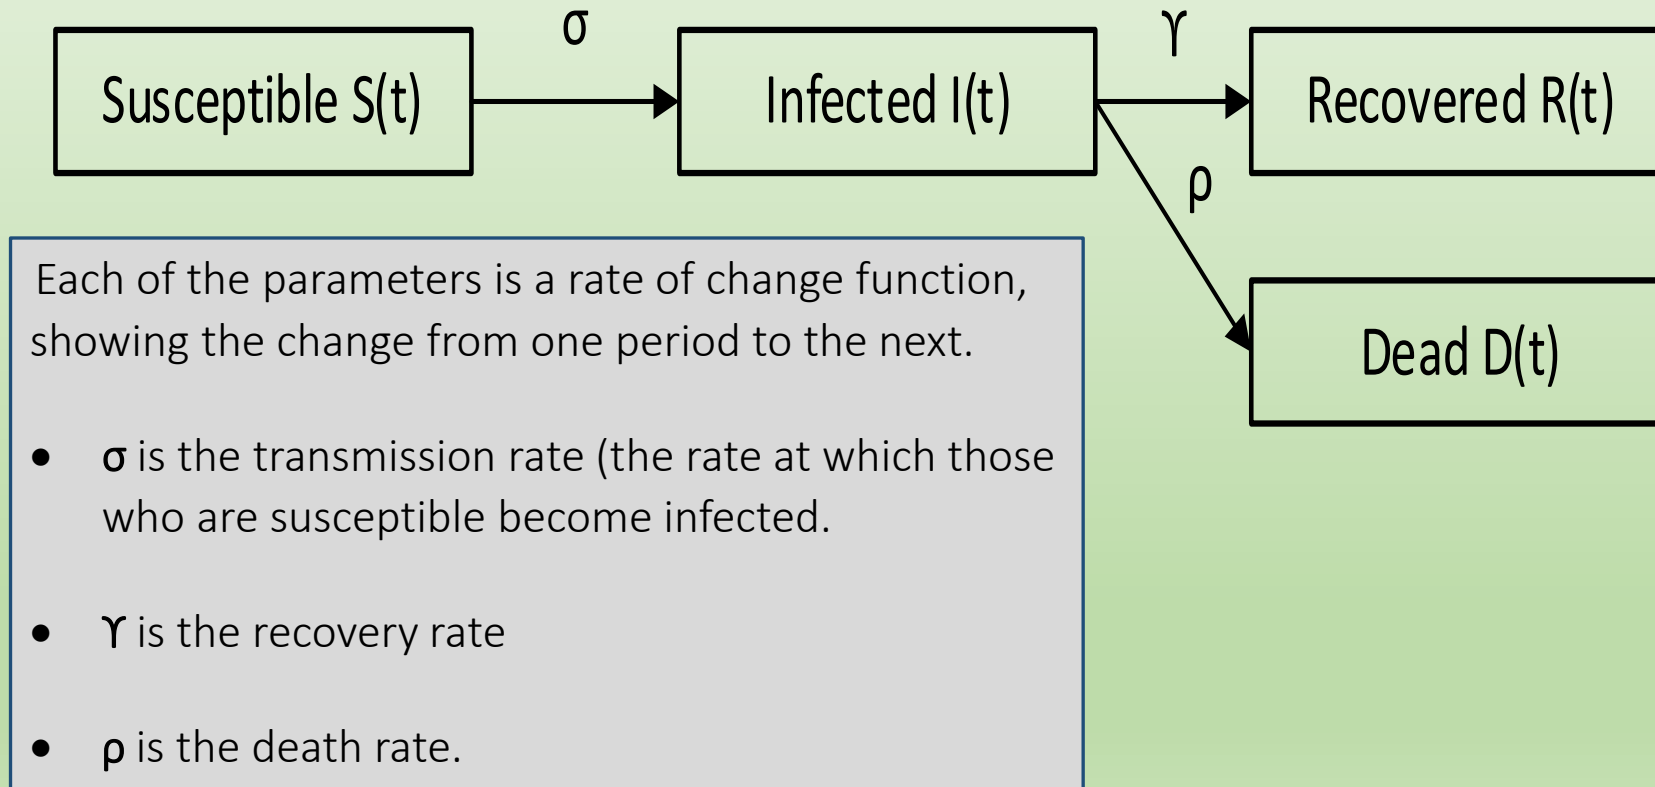 σ
ϒ
Susceptible S(t)
Infected I(t)
Recovered R(t)
ρ
Dead D(t)
Each of the parameters is a rate of change function,
showing the change from one period to the next.
• σ is the transmission rate (the rate at which those
who are susceptible become infected.
• ϒ is the recovery rate
• ρ is the death rate.